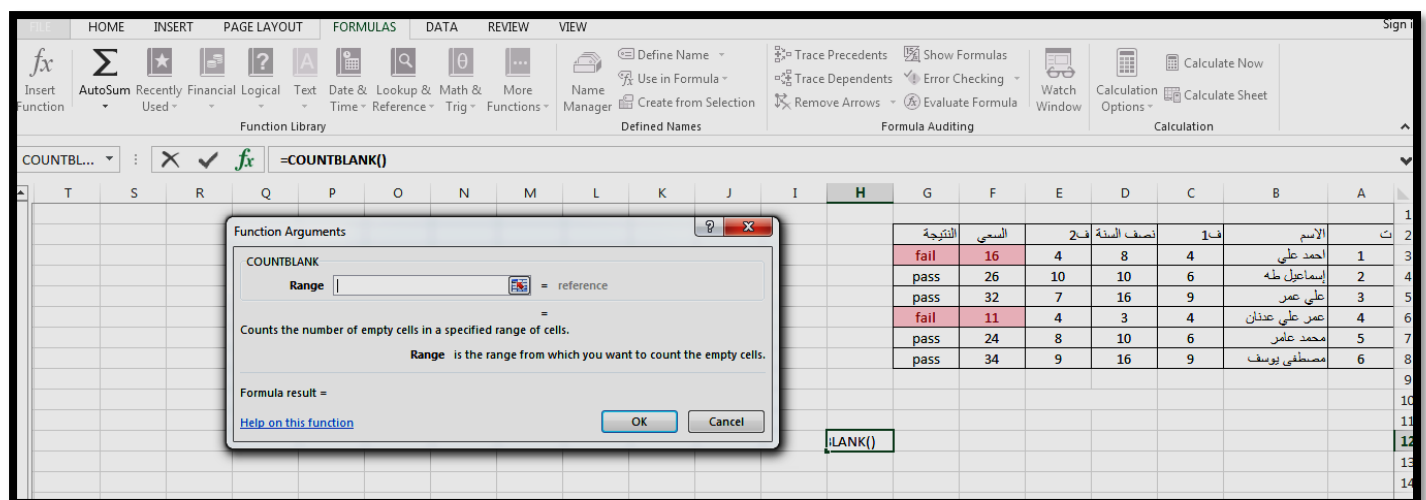 FILE HOME INSERT PAGE LAYOUT FORMULAS DATA REVIEW VIEW Sign i
fx Insert Function
AutoSum
Recently Used
Financial
Logical
Text
Date & Time
Lookup & Reference
Math & Trig
More Functions
Function Library
Name Manager
Define Name
Use in Formula
Create from Selection
Defined Names
Trace Precedents
Trace Dependents
Remove Arrows
Show Formulas
Error Checking
Evaluate Formula
Formula Auditing
Watch Window
Calculation Options
Calculate Now
Calculate Sheet
Calculation
COUNTBL... fx =COUNTBLANK()
T S R Q P O N M L K J I H G F E D C B A
1
2 ت الاسم ف1 نصف السنة ف2 السعي النتيجة
3 1 احمد علي 4 8 4 16 fail
4 2 إسماعيل طه 6 10 10 26 pass
5 3 علي عمر 9 16 7 32 pass
6 4 عمر علي عدنان 4 3 4 11 fail
7 5 محمد عامر 6 10 8 24 pass
8 6 مصطفى يوسف 9 16 9 34 pass
9
10
11
12 BLANK()
13
14
Function Arguments ? X
COUNTBLANK
Range = reference
=
Counts the number of empty cells in a specified range of cells.
Range is the range from which you want to count the empty cells.
Formula result =
Help on this function OK Cancel